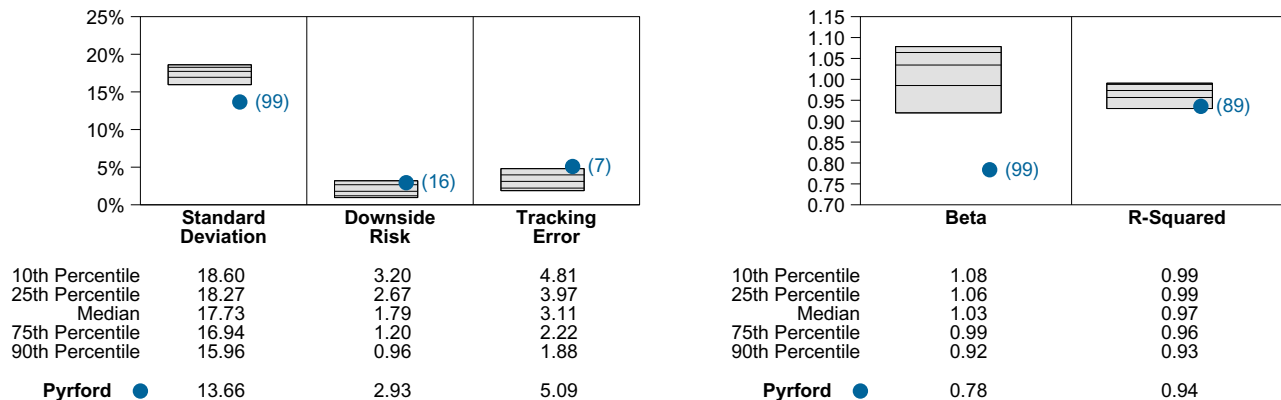 25%
20%
15%
10%
5%
0%
(99)
(16)
(7)
Standard
Deviation
Downside
Risk
Tracking
Error
10th Percentile 18.60 3.20 4.81
25th Percentile 18.27 2.67 3.97
Median 17.73 1.79 3.11
75th Percentile 16.94 1.20 2.22
90th Percentile 15.96 0.96 1.88
Pyrford 13.66 2.93 5.09
1.15
1.10
1.05
1.00
0.95
0.90
0.85
0.80
0.75
0.70
(99)
(89)
Beta R-Squared
10th Percentile 1.08 0.99
25th Percentile 1.06 0.99
Median 1.03 0.97
75th Percentile 0.99 0.96
90th Percentile 0.92 0.93
Pyrford 0.78 0.94